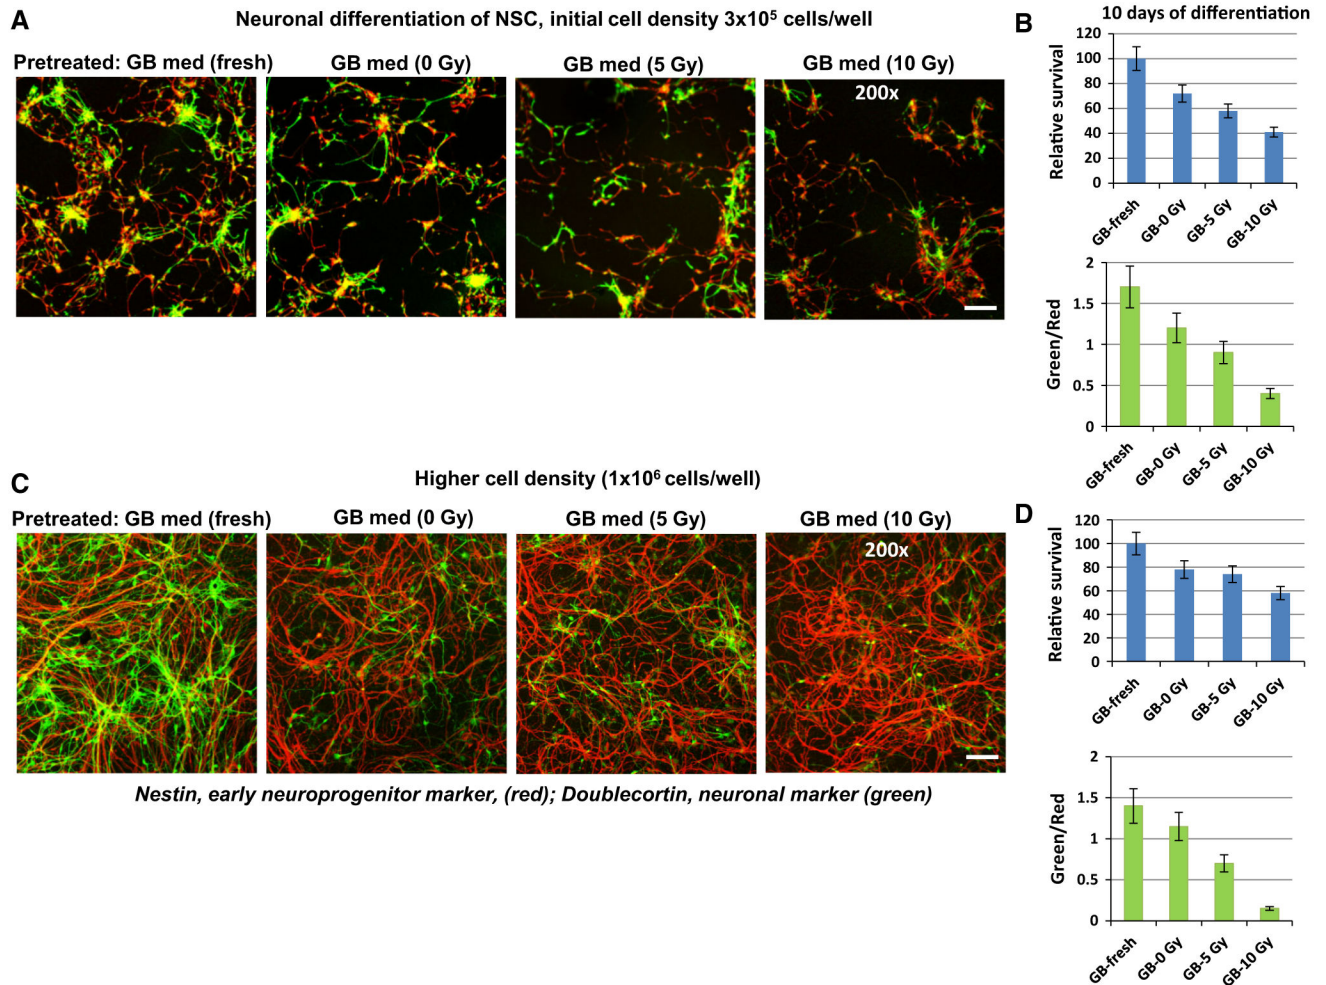 A
Neuronal differentiation of NSC, initial cell density 3x10⁵ cells/well
Pretreated: GB med (fresh)
GB med (0 Gy)
GB med (5 Gy)
GB med (10 Gy)
200x
B
10 days of differentiation
Relative survival
120
100
80
60
40
20
0
GB-fresh
GB-0 Gy
GB-5 Gy
GB-10 Gy
Green/Red
2
1.5
1
0.5
0
GB-fresh
GB-0 Gy
GB-5 Gy
GB-10 Gy
C
Higher cell density (1x10⁶ cells/well)
Pretreated: GB med (fresh)
GB med (0 Gy)
GB med (5 Gy)
GB med (10 Gy)
200x
Nestin, early neuroprogenitor marker, (red); Doublecortin, neuronal marker (green)
D
Relative survival
120
100
80
60
40
20
0
GB-fresh
GB-0 Gy
GB-5 Gy
GB-10 Gy
Green/Red
2
1.5
1
0.5
0
GB-fresh
GB-0 Gy
GB-5 Gy
GB-10 Gy